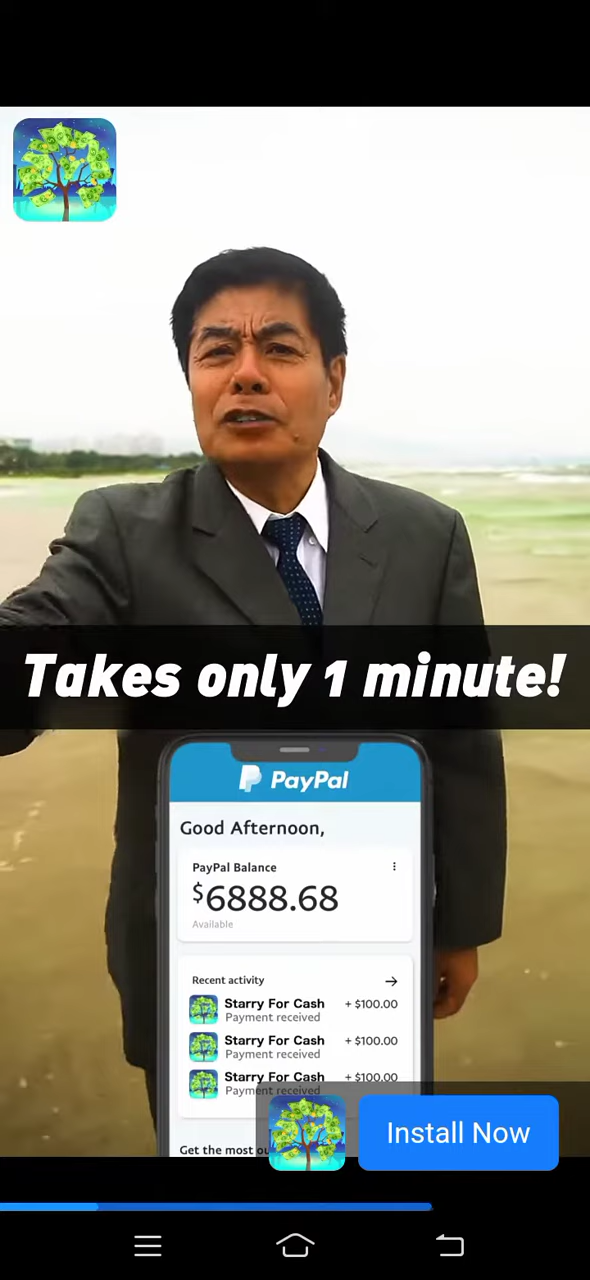 Takes only 1 minute!
PayPal
Good Afternoon,
PayPal Balance
$6888.68
Available
Recent activity
Starry For Cash + $100.00
Payment received
Starry For Cash + $100.00
Payment received
Starry For Cash + $100.00
Payment received
Get the most
Install Now